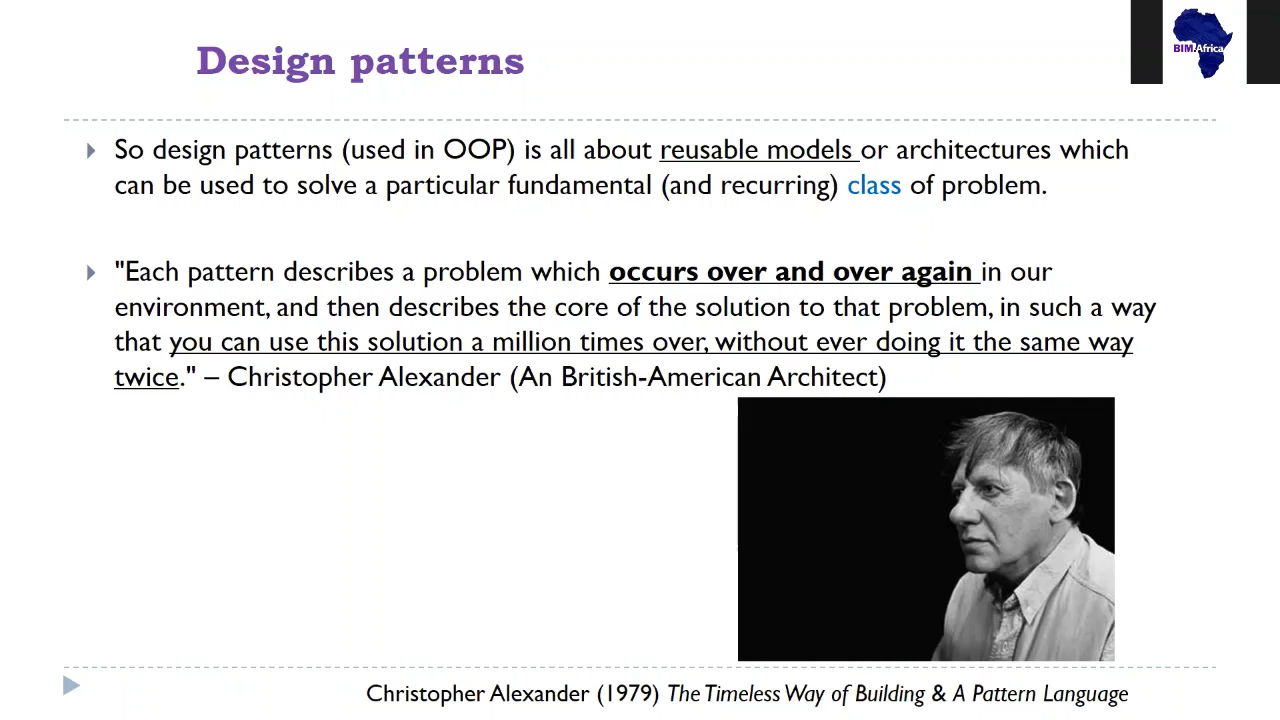 Design patterns
BIM Africa
So design patterns (used in OOP) is all about reusable models or architectures which
can be used to solve a particular fundamental (and recurring) class of problem.
"Each pattern describes a problem which occurs over and over again in our
environment, and then describes the core of the solution to that problem, in such a way
that you can use this solution a million times over, without ever doing it the same way
twice." – Christopher Alexander (An British-American Architect)
Christopher Alexander (1979) The Timeless Way of Building & A Pattern Language